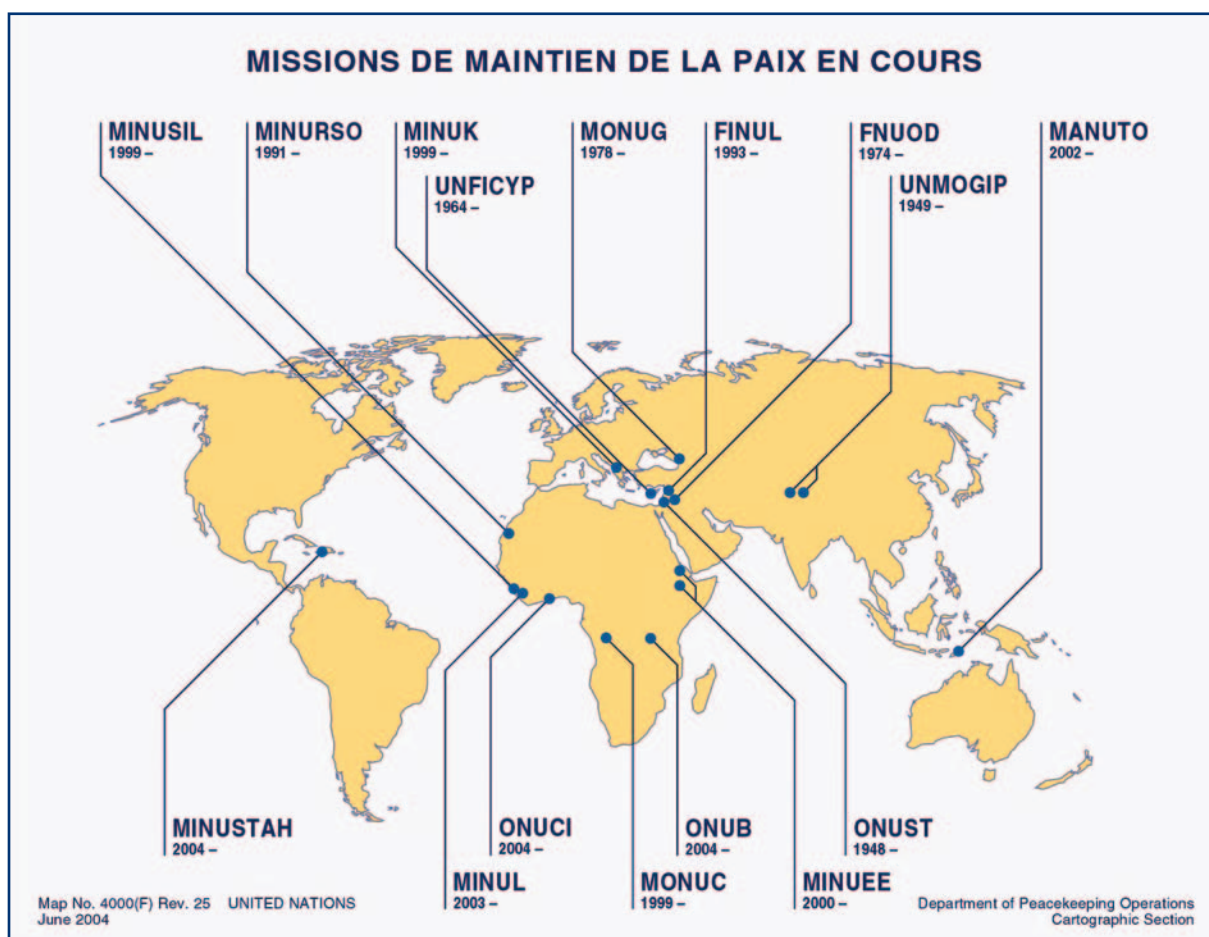 MISSIONS DE MAINTIEN DE LA PAIX EN COURS
MINUSIL
1999 –
MINURSO
1991 –
MINUK
1999 –
MONUG
1978 –
FINUL
1993 –
FNUOD
1974 –
MANUTO
2002 –
UNFICYP
1964 –
UNMOGIP
1949 –
MINUSTAH
2004 –
ONUCI
2004 –
ONUB
2004 –
ONUST
1948 –
MINUL
2003 –
MONUC
1999 –
MINUEE
2000 –
Map No. 4000(F) Rev. 25 UNITED NATIONS
June 2004
Department of Peacekeeping Operations
Cartographic Section